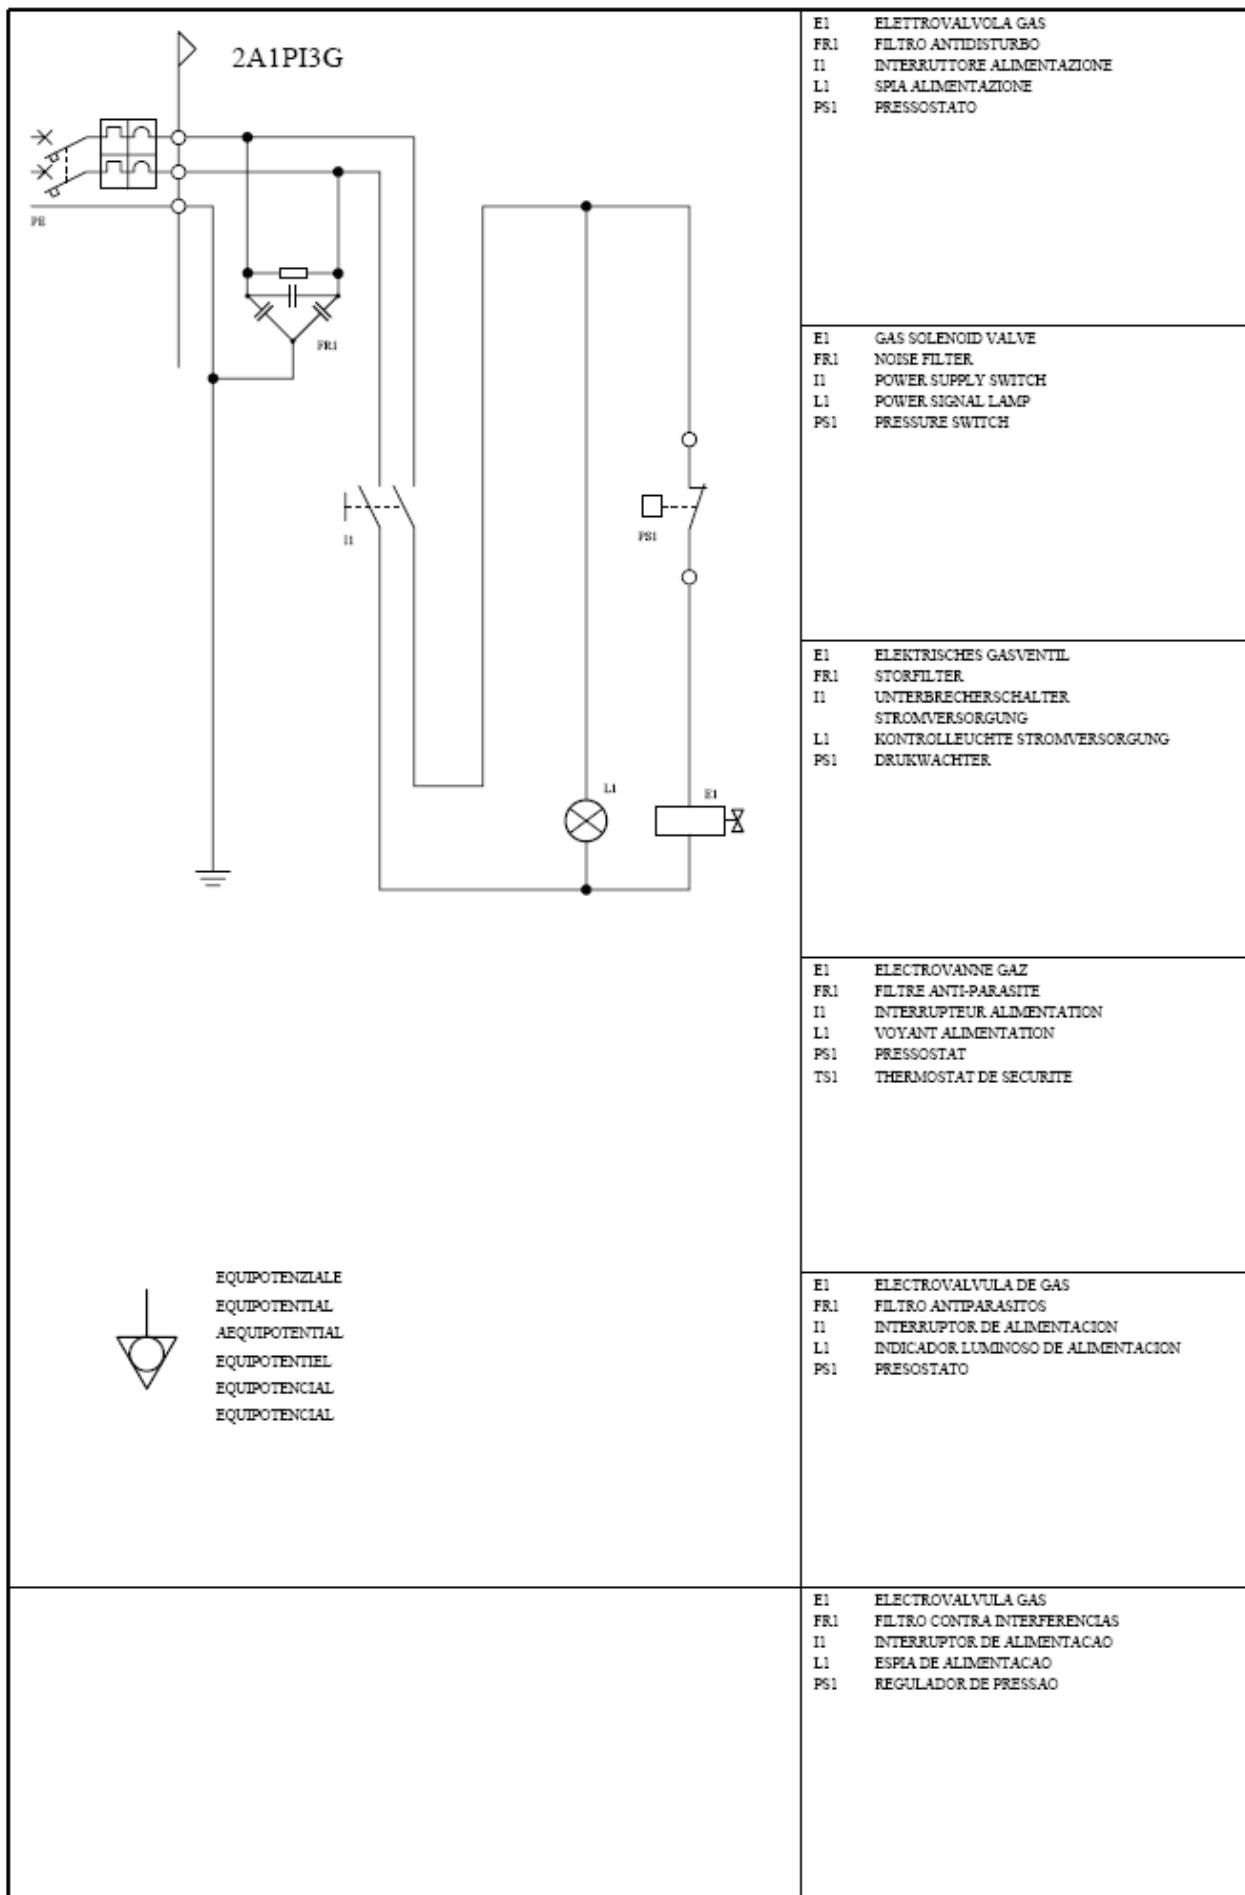 2A1PI3G
PE
FR1
I1
PS1
L1
E1
EQUIPOTENZIALE
EQUIPOTENTIAL
AEQUIPOTENTIAL
EQUIPOTENTIEL
EQUIPOTENCIAL
EQUIPOTENCIAL
E1 ELETTROVALVOLA GAS
FR1 FILTRO ANTIDISTURBO
I1 INTERRUTTORE ALIMENTAZIONE
L1 SPIA ALIMENTAZIONE
PS1 PRESSOSTATO
E1 GAS SOLENOID VALVE
FR1 NOISE FILTER
I1 POWER SUPPLY SWITCH
L1 POWER SIGNAL LAMP
PS1 PRESSURE SWITCH
E1 ELEKTRISCHES GASVENTIL
FR1 STORFILTER
I1 UNTERBRECHERSCHALTER
STROMVERSORGUNG
L1 KONTROLLEUCHTE STROMVERSORGUNG
PS1 DRUKWACHTER
E1 ELECTROVANNE GAZ
FR1 FILTRE ANTI-PARASITE
I1 INTERRUPTEUR ALIMENTATION
L1 VOYANT ALIMENTATION
PS1 PRESSOSTAT
TS1 THERMOSTAT DE SECURITE
E1 ELECTROVALVULA DE GAS
FR1 FILTRO ANTIPARASITOS
I1 INTERRUPTOR DE ALIMENTACION
L1 INDICADOR LUMINOSO DE ALIMENTACION
PS1 PRESOSTATO
E1 ELECTROVALVULA GAS
FR1 FILTRO CONTRA INTERFERENCIAS
I1 INTERRUPTOR DE ALIMENTACAO
L1 ESPIA DE ALIMENTACAO
PS1 REGULADOR DE PRESSAO